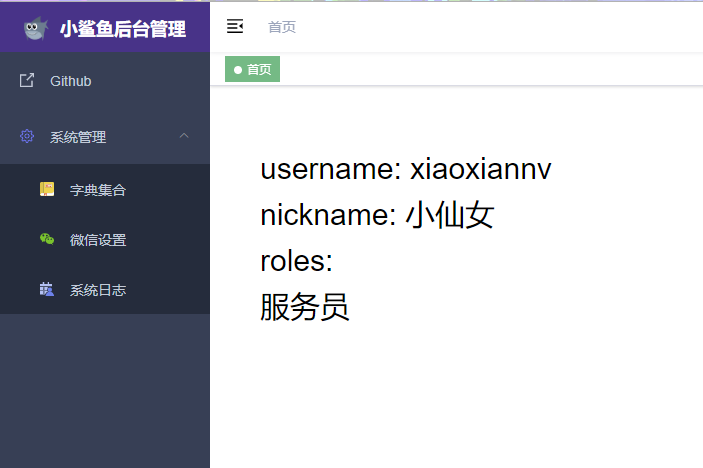 小鲨鱼后台管理
首页
Github
首页
系统管理
字典集合
微信设置
系统日志
username: xiaoxiannv
nickname: 小仙女
roles:
服务员